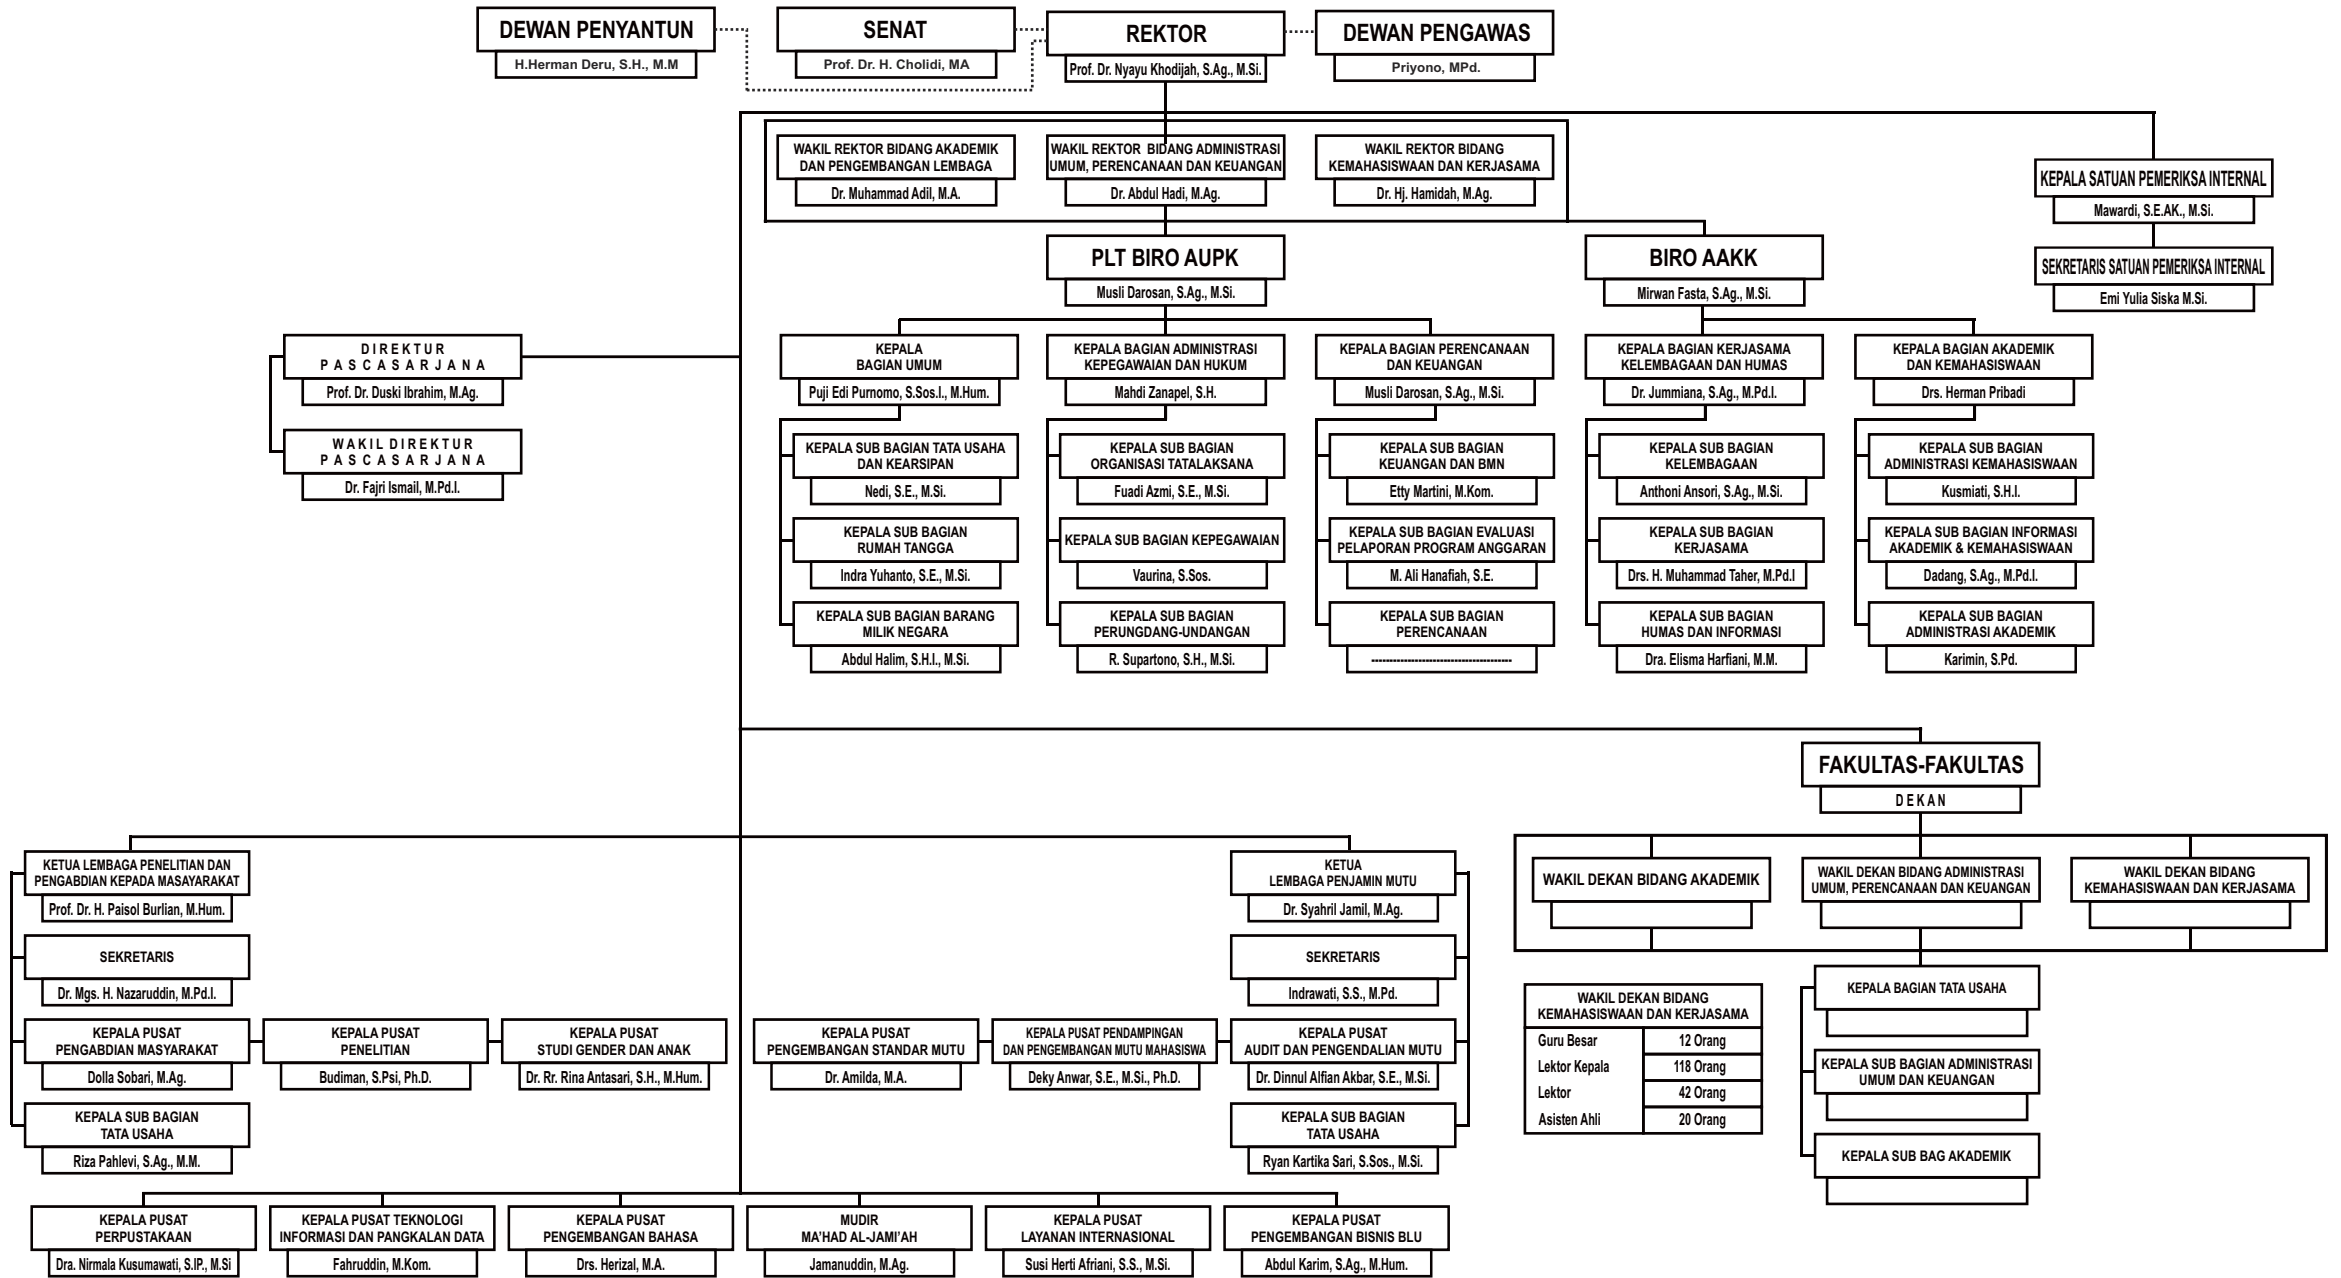 DEWAN PENYANTUN
H.Herman Deru, S.H., M.M
SENAT
Prof. Dr. H. Cholidi, MA
REKTOR
Prof. Dr. Nyayu Khodijah, S.Ag., M.Si.
DEWAN PENGAWAS
Priyono, MPd.
WAKIL REKTOR BIDANG AKADEMIK
DAN PENGEMBANGAN LEMBAGA
Dr. Muhammad Adil, M.A.
WAKIL REKTOR BIDANG ADMINISTRASI
UMUM, PERENCANAAN DAN KEUANGAN
Dr. Abdul Hadi, M.Ag.
WAKIL REKTOR BIDANG
KEMAHASISWAAN DAN KERJASAMA
Dr. Hj. Hamidah, M.Ag.
KEPALA SATUAN PEMERIKSA INTERNAL
Mawardi, S.E.AK., M.Si.
SEKRETARIS SATUAN PEMERIKSA INTERNAL
Emi Yulia Siska M.Si.
PLT BIRO AUPK
Musli Darosan, S.Ag., M.Si.
BIRO AAKK
Mirwan Fasta, S.Ag., M.Si.
DIREKTUR
PASCASARJANA
Prof. Dr. Duski Ibrahim, M.Ag.
WAKIL DIREKTUR
PASCASARJANA
Dr. Fajri Ismail, M.Pd.I.
KEPALA
BAGIAN UMUM
Puji Edi Purnomo, S.Sos.I., M.Hum.
KEPALA BAGIAN ADMINISTRASI
KEPEGAWAIAN DAN HUKUM
Mahdi Zanapel, S.H.
KEPALA BAGIAN PERENCANAAN
DAN KEUANGAN
Musli Darosan, S.Ag., M.Si.
KEPALA BAGIAN KERJASAMA
KELEMBAGAAN DAN HUMAS
Dr. Jummiana, S.Ag., M.Pd.I.
KEPALA BAGIAN AKADEMIK
DAN KEMAHASISWAAN
Drs. Herman Pribadi
KEPALA SUB BAGIAN TATA USAHA
DAN KEARSIPAN
Nedi, S.E., M.Si.
KEPALA SUB BAGIAN
ORGANISASI TATALAKSANA
Fuadi Azmi, S.E., M.Si.
KEPALA SUB BAGIAN
KEUANGAN DAN BMN
Etty Martini, M.Kom.
KEPALA SUB BAGIAN
KELEMBAGAAN
Anthoni Ansori, S.Ag., M.Si.
KEPALA SUB BAGIAN
ADMINISTRASI KEMAHASISWAAN
Kusmiati, S.H.I.
KEPALA SUB BAGIAN
RUMAH TANGGA
Indra Yuhanto, S.E., M.Si.
KEPALA SUB BAGIAN KEPEGAWAIAN
Vaurina, S.Sos.
KEPALA SUB BAGIAN EVALUASI
PELAPORAN PROGRAM ANGGARAN
M. Ali Hanafiah, S.E.
KEPALA SUB BAGIAN
KERJASAMA
Drs. H. Muhammad Taher, M.Pd.I
KEPALA SUB BAGIAN INFORMASI
AKADEMIK & KEMAHASISWAAN
Dadang, S.Ag., M.Pd.I.
KEPALA SUB BAGIAN BARANG
MILIK NEGARA
Abdul Halim, S.H.I., M.Si.
KEPALA SUB BAGIAN
PERUNGDANG-UNDANGAN
R. Supartono, S.H., M.Si.
KEPALA SUB BAGIAN
PERENCANAAN
---------------------------------------
KEPALA SUB BAGIAN
HUMAS DAN INFORMASI
Dra. Elisma Harfiani, M.M.
KEPALA SUB BAGIAN
ADMINISTRASI AKADEMIK
Karimin, S.Pd.
FAKULTAS-FAKULTAS
DEKAN
WAKIL DEKAN BIDANG AKADEMIK
WAKIL DEKAN BIDANG ADMINISTRASI
UMUM, PERENCANAAN DAN KEUANGAN
WAKIL DEKAN BIDANG
KEMAHASISWAAN DAN KERJASAMA
KEPALA BAGIAN TATA USAHA
KEPALA SUB BAGIAN ADMINISTRASI
UMUM DAN KEUANGAN
KEPALA SUB BAG AKADEMIK
WAKIL DEKAN BIDANG
KEMAHASISWAAN DAN KERJASAMA
Guru Besar 12 Orang
Lektor Kepala 118 Orang
Lektor 42 Orang
Asisten Ahli 20 Orang
KETUA LEMBAGA PENELITIAN DAN
PENGABDIAN KEPADA MASAYARAKAT
Prof. Dr. H. Paisol Burlian, M.Hum.
SEKRETARIS
Dr. Mgs. H. Nazaruddin, M.Pd.I.
KEPALA PUSAT
PENGABDIAN MASYARAKAT
Dolla Sobari, M.Ag.
KEPALA PUSAT
PENELITIAN
Budiman, S.Psi, Ph.D.
KEPALA PUSAT
STUDI GENDER DAN ANAK
Dr. Rr. Rina Antasari, S.H., M.Hum.
KEPALA SUB BAGIAN
TATA USAHA
Riza Pahlevi, S.Ag., M.M.
KETUA
LEMBAGA PENJAMIN MUTU
Dr. Syahril Jamil, M.Ag.
SEKRETARIS
Indrawati, S.S., M.Pd.
KEPALA PUSAT
PENGEMBANGAN STANDAR MUTU
Dr. Amilda, M.A.
KEPALA PUSAT PENDAMPINGAN
DAN PENGEMBANGAN MUTU MAHASISWA
Deky Anwar, S.E., M.Si., Ph.D.
KEPALA PUSAT
AUDIT DAN PENGENDALIAN MUTU
Dr. Dinnul Alfian Akbar, S.E., M.Si.
KEPALA SUB BAGIAN
TATA USAHA
Ryan Kartika Sari, S.Sos., M.Si.
KEPALA PUSAT
PERPUSTAKAAN
Dra. Nirmala Kusumawati, S.IP., M.Si
KEPALA PUSAT TEKNOLOGI
INFORMASI DAN PANGKALAN DATA
Fahruddin, M.Kom.
KEPALA PUSAT
PENGEMBANGAN BAHASA
Drs. Herizal, M.A.
MUDIR
MA'HAD AL-JAMI'AH
Jamanuddin, M.Ag.
KEPALA PUSAT
LAYANAN INTERNASIONAL
Susi Herti Afriani, S.S., M.Si.
KEPALA PUSAT
PENGEMBANGAN BISNIS BLU
Abdul Karim, S.Ag., M.Hum.